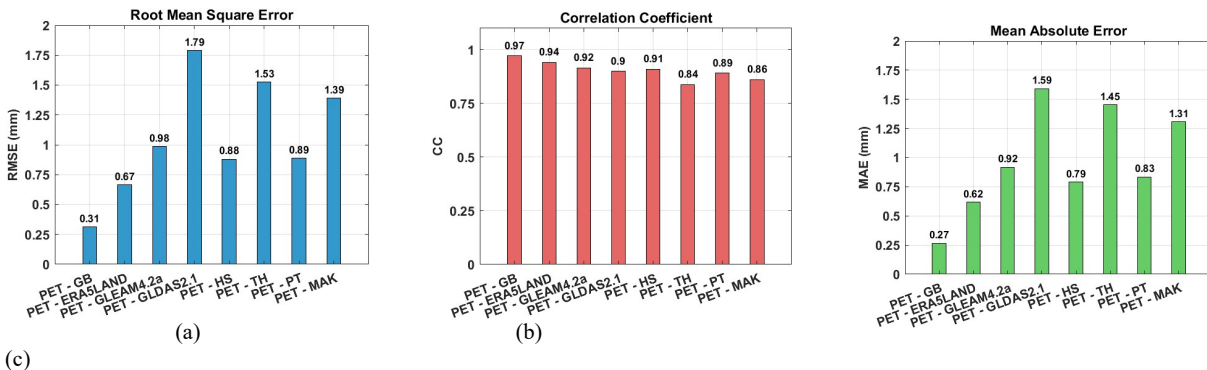 Root Mean Square Error
2
1.75
1.5
1.25
1
0.75
0.5
0.25
0
RMSE (mm)
0.31
0.67
0.98
1.79
0.88
1.53
0.89
1.39
PET - GB
PET - ERA5LAND
PET - GLEAM4.2a
PET - GLDAS2.1
PET - HS
PET - TH
PET - PT
PET - MAK
(a)
Correlation Coefficient
1
0.75
0.5
0.25
0
CC
0.97
0.94
0.92
0.9
0.91
0.84
0.89
0.86
PET - GB
PET - ERA5LAND
PET - GLEAM4.2a
PET - GLDAS2.1
PET - HS
PET - TH
PET - PT
PET - MAK
(b)
Mean Absolute Error
2
1.75
1.5
1.25
1
0.75
0.5
0.25
0
MAE (mm)
0.27
0.62
0.92
1.59
0.79
1.45
0.83
1.31
PET - GB
PET - ERA5LAND
PET - GLEAM4.2a
PET - GLDAS2.1
PET - HS
PET - TH
PET - PT
PET - MAK
(c)